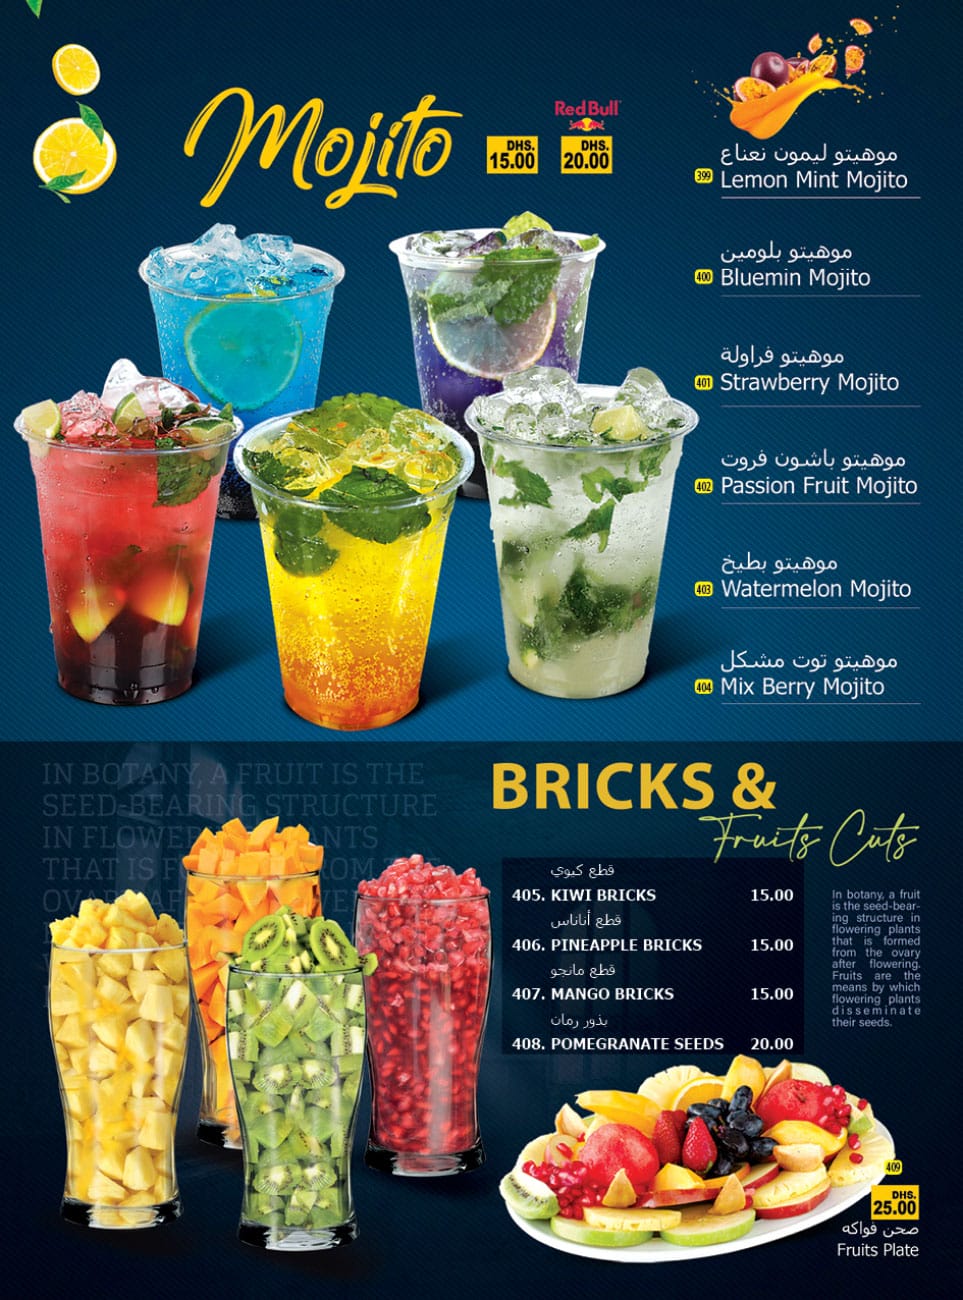 Mojito
DHS.
15.00
Red Bull
DHS.
20.00
موهيتو ليمون نعناع
399 Lemon Mint Mojito
موهيتو بلومين
400 Bluemin Mojito
موهيتو فراولة
401 Strawberry Mojito
موهيتو باشون فروت
402 Passion Fruit Mojito
موهيتو بطيخ
403 Watermelon Mojito
موهيتو توت مشكل
404 Mix Berry Mojito
IN BOTANY, A FRUIT IS THE
SEED-BEARING STRUCTURE
BRICKS &
Fruits Cuts
قطع كيوي
405. KIWI BRICKS 15.00
قطع أناناس
406. PINEAPPLE BRICKS 15.00
قطع مانجو
407. MANGO BRICKS 15.00
بذور رمان
408. POMEGRANATE SEEDS 20.00
In botany, a fruit
is the seed-bear-
ing structure in
flowering plants
that is formed
from the ovary
after flowering.
Fruits are the
means by which
flowering plants
disseminate
their seeds.
409
DHS.
25.00
صحن فواكه
Fruits Plate